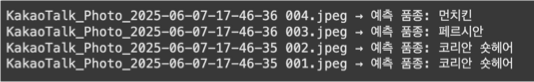 KakaoTalk_Photo_2025-06-07-17-46-36 004.jpeg → 예측 품종: 먼치킨
KakaoTalk_Photo_2025-06-07-17-46-36 003.jpeg → 예측 품종: 페르시안
KakaoTalk_Photo_2025-06-07-17-46-35 002.jpeg → 예측 품종: 코리안 숏헤어
KakaoTalk_Photo_2025-06-07-17-46-35 001.jpeg → 예측 품종: 코리안 숏헤어